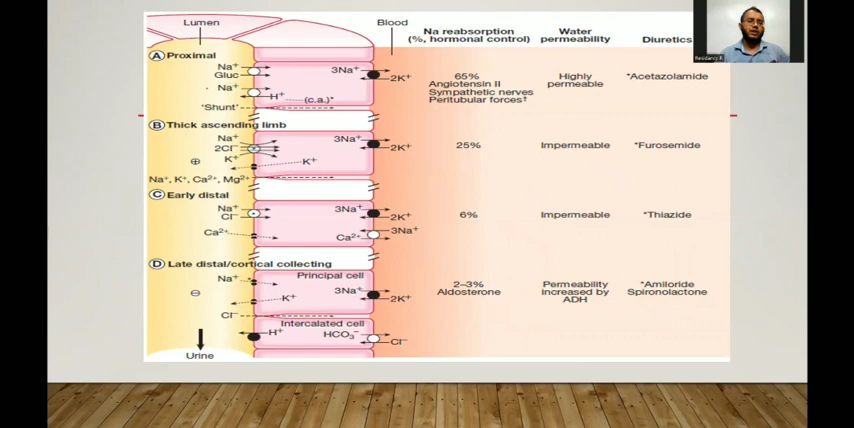 Lumen
Blood
Na reabsorption
(%, hormonal control)
Water
permeability
Diuretics
Residancy R
A Proximal
Na⁺
Gluc
Na⁺
H⁺
(c.a.)*
'Shunt'
3Na⁺
2K⁺
65%
Angiotensin II
Sympathetic nerves
Peritubular forces†
Highly
permeable
*Acetazolamide
B Thick ascending limb
Na⁺
2Cl⁻
K⁺
K⁺
+
Na⁺, K⁺, Ca²⁺, Mg²⁺
3Na⁺
2K⁺
25%
Impermeable
*Furosemide
C Early distal
Na⁺
Cl⁻
Ca²⁺
3Na⁺
2K⁺
3Na⁺
Ca²⁺
6%
Impermeable
*Thiazide
D Late distal/cortical collecting
Principal cell
Na⁺
K⁺
−
Cl⁻
3Na⁺
2K⁺
2–3%
Aldosterone
Permeability
increased by
ADH
*Amiloride
Spironolactone
Intercalated cell
H⁺
HCO₃⁻
Cl⁻
Urine